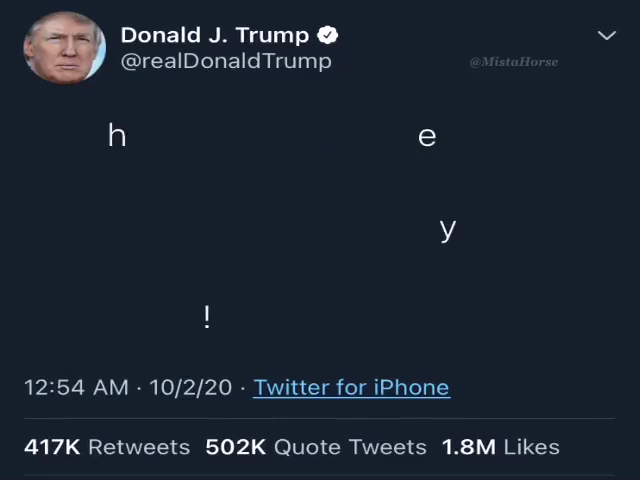 Donald J. Trump
@realDonaldTrump
@MistaHorse
h e
y
!
12:54 AM · 10/2/20 · Twitter for iPhone
417K Retweets 502K Quote Tweets 1.8M Likes